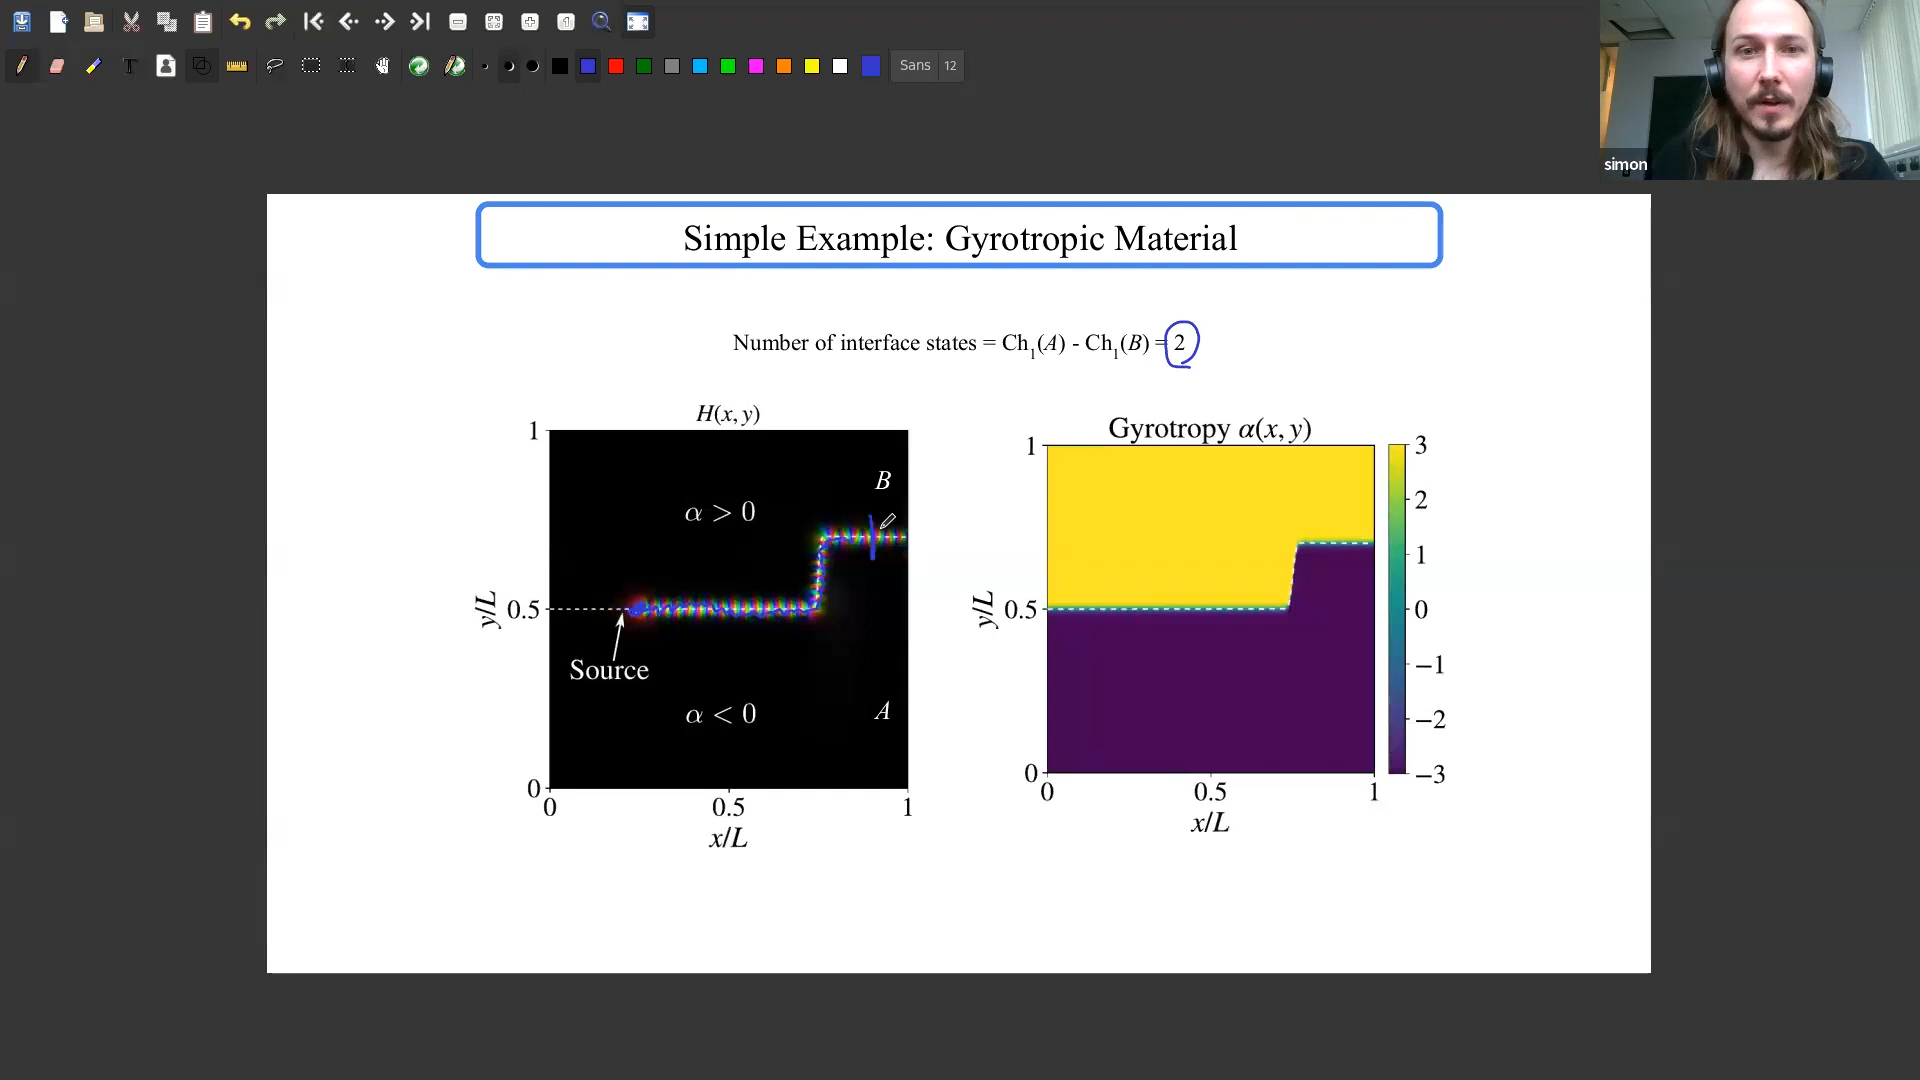 Sans 12
simon
Simple Example: Gyrotropic Material
Number of interface states = Ch₁(A) - Ch₁(B) = 2
H(x, y)
1
B
α > 0
y/L 0.5
Source
α < 0
A
0
0 0.5 1
x/L
Gyrotropy α(x, y)
1
y/L 0.5
0
0 0.5 1
x/L
3
2
1
0
−1
−2
−3